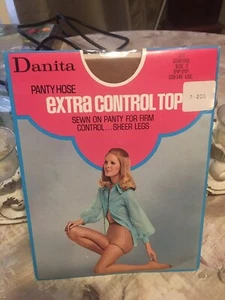 Danita
PANTY HOSE
extra CONTROL TOP
SEWN ON PANTY FOR FIRM
CONTROL...SHEER LEGS